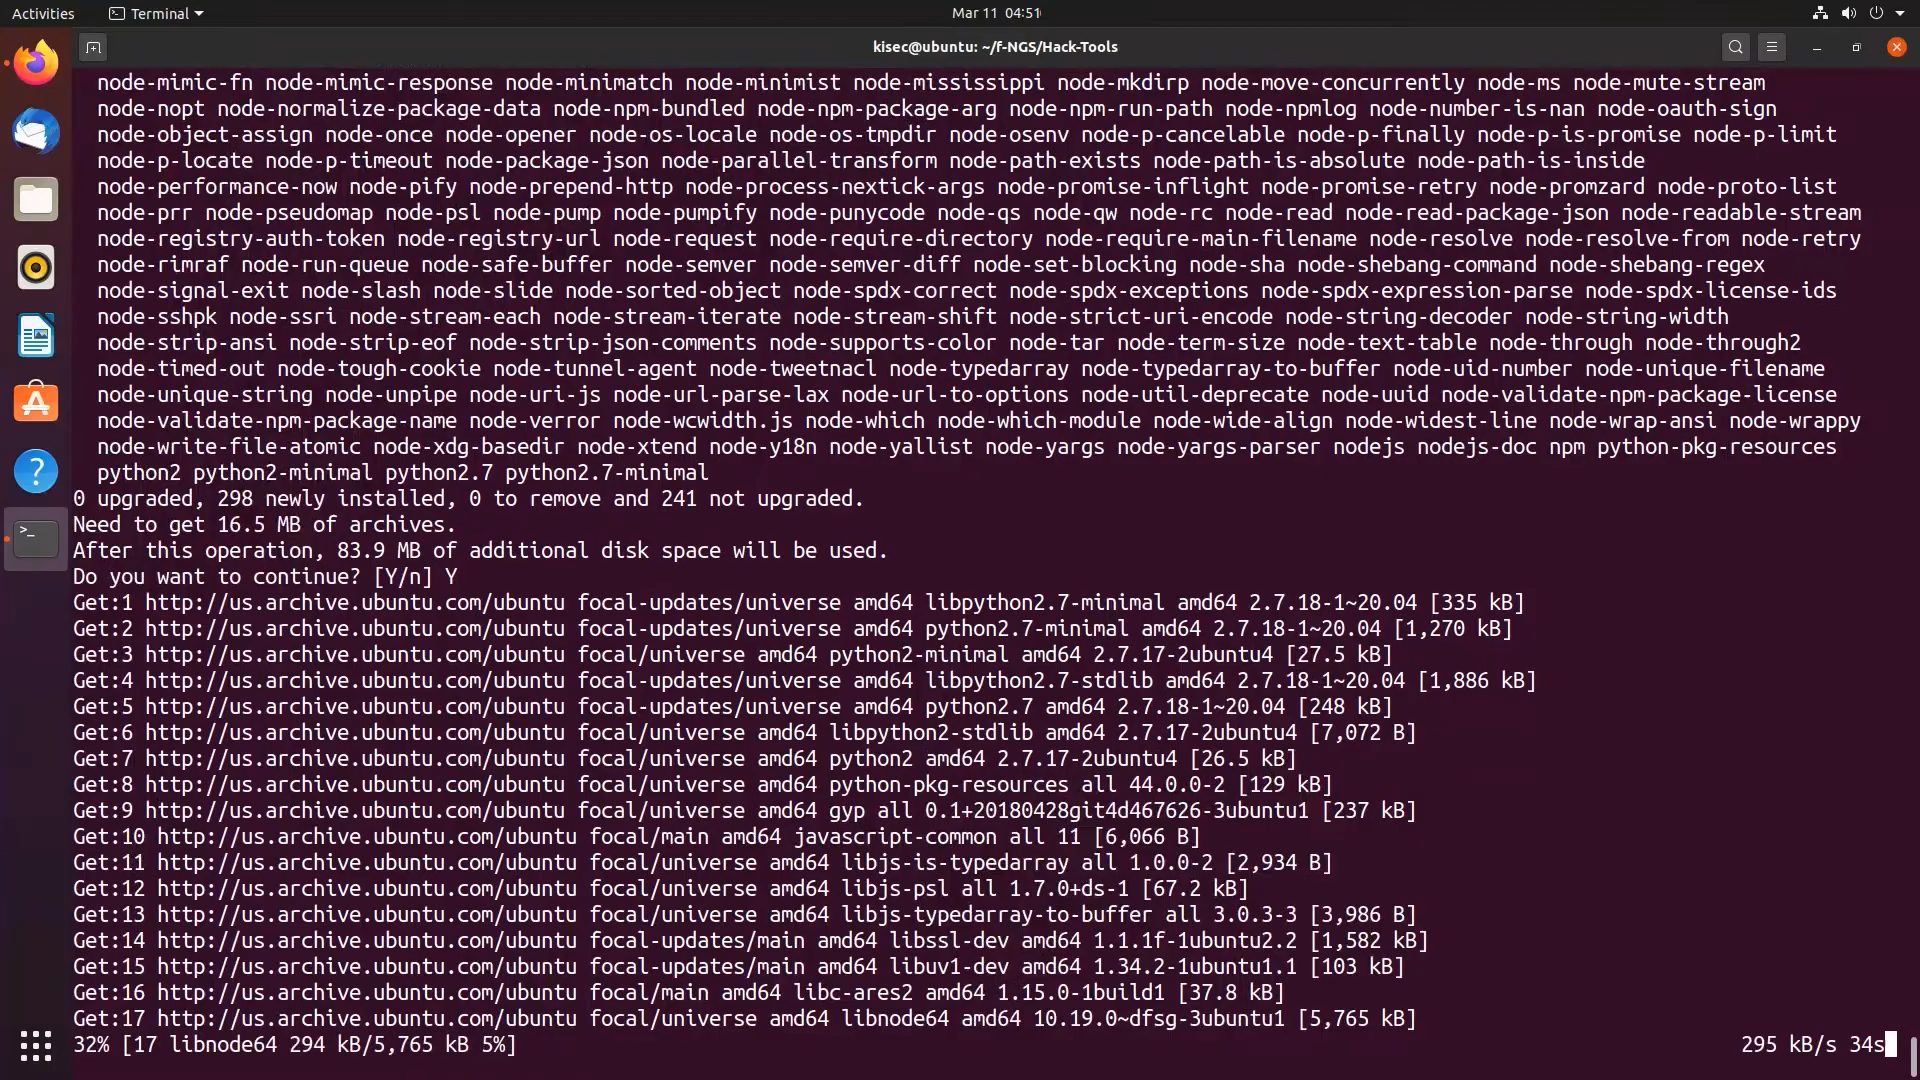 Activities
Terminal
Mar 11 04:51
kisec@ubuntu: ~/f-NGS/Hack-Tools
node-mimic-fn node-mimic-response node-minimatch node-minimist node-mississippi node-mkdirp node-move-concurrently node-ms node-mute-stream
node-nopt node-normalize-package-data node-npm-bundled node-npm-package-arg node-npm-run-path node-npmlog node-number-is-nan node-oauth-sign
node-object-assign node-once node-opener node-os-locale node-os-tmpdir node-osenv node-p-cancelable node-p-finally node-p-is-promise node-p-limit
node-p-locate node-p-timeout node-package-json node-parallel-transform node-path-exists node-path-is-absolute node-path-is-inside
node-performance-now node-pify node-prepend-http node-process-nextick-args node-promise-inflight node-promise-retry node-promzard node-proto-list
node-prr node-pseudomap node-psl node-pump node-pumpify node-punycode node-qs node-qw node-rc node-read node-read-package-json node-readable-stream
node-registry-auth-token node-registry-url node-request node-require-directory node-require-main-filename node-resolve node-resolve-from node-retry
node-rimraf node-run-queue node-safe-buffer node-semver node-semver-diff node-set-blocking node-sha node-shebang-command node-shebang-regex
node-signal-exit node-slash node-slide node-sorted-object node-spdx-correct node-spdx-exceptions node-spdx-expression-parse node-spdx-license-ids
node-sshpk node-ssri node-stream-each node-stream-iterate node-stream-shift node-strict-uri-encode node-string-decoder node-string-width
node-strip-ansi node-strip-eof node-strip-json-comments node-supports-color node-tar node-term-size node-text-table node-through node-through2
node-timed-out node-tough-cookie node-tunnel-agent node-tweetnacl node-typedarray node-typedarray-to-buffer node-uid-number node-unique-filename
node-unique-string node-unpipe node-uri-js node-url-parse-lax node-url-to-options node-util-deprecate node-uuid node-validate-npm-package-license
node-validate-npm-package-name node-verror node-wcwidth.js node-which node-which-module node-wide-align node-widest-line node-wrap-ansi node-wrappy
node-write-file-atomic node-xdg-basedir node-xtend node-y18n node-yallist node-yargs node-yargs-parser nodejs nodejs-doc npm python-pkg-resources
python2 python2-minimal python2.7 python2.7-minimal
0 upgraded, 298 newly installed, 0 to remove and 241 not upgraded.
Need to get 16.5 MB of archives.
After this operation, 83.9 MB of additional disk space will be used.
Do you want to continue? [Y/n] Y
Get:1 http://us.archive.ubuntu.com/ubuntu focal-updates/universe amd64 libpython2.7-minimal amd64 2.7.18-1~20.04 [335 kB]
Get:2 http://us.archive.ubuntu.com/ubuntu focal-updates/universe amd64 python2.7-minimal amd64 2.7.18-1~20.04 [1,270 kB]
Get:3 http://us.archive.ubuntu.com/ubuntu focal/universe amd64 python2-minimal amd64 2.7.17-2ubuntu4 [27.5 kB]
Get:4 http://us.archive.ubuntu.com/ubuntu focal-updates/universe amd64 libpython2.7-stdlib amd64 2.7.18-1~20.04 [1,886 kB]
Get:5 http://us.archive.ubuntu.com/ubuntu focal-updates/universe amd64 python2.7 amd64 2.7.18-1~20.04 [248 kB]
Get:6 http://us.archive.ubuntu.com/ubuntu focal/universe amd64 libpython2-stdlib amd64 2.7.17-2ubuntu4 [7,072 B]
Get:7 http://us.archive.ubuntu.com/ubuntu focal/universe amd64 python2 amd64 2.7.17-2ubuntu4 [26.5 kB]
Get:8 http://us.archive.ubuntu.com/ubuntu focal/universe amd64 python-pkg-resources all 44.0.0-2 [129 kB]
Get:9 http://us.archive.ubuntu.com/ubuntu focal/universe amd64 gyp all 0.1+20180428git4d467626-3ubuntu1 [237 kB]
Get:10 http://us.archive.ubuntu.com/ubuntu focal/main amd64 javascript-common all 11 [6,066 B]
Get:11 http://us.archive.ubuntu.com/ubuntu focal/universe amd64 libjs-is-typedarray all 1.0.0-2 [2,934 B]
Get:12 http://us.archive.ubuntu.com/ubuntu focal/universe amd64 libjs-psl all 1.7.0+ds-1 [67.2 kB]
Get:13 http://us.archive.ubuntu.com/ubuntu focal/universe amd64 libjs-typedarray-to-buffer all 3.0.3-3 [3,986 B]
Get:14 http://us.archive.ubuntu.com/ubuntu focal-updates/main amd64 libssl-dev amd64 1.1.1f-1ubuntu2.2 [1,582 kB]
Get:15 http://us.archive.ubuntu.com/ubuntu focal-updates/main amd64 libuv1-dev amd64 1.34.2-1ubuntu1.1 [103 kB]
Get:16 http://us.archive.ubuntu.com/ubuntu focal/main amd64 libc-ares2 amd64 1.15.0-1build1 [37.8 kB]
Get:17 http://us.archive.ubuntu.com/ubuntu focal/universe amd64 libnode64 amd64 10.19.0~dfsg-3ubuntu1 [5,765 kB]
32% [17 libnode64 294 kB/5,765 kB 5%] 295 kB/s 34s